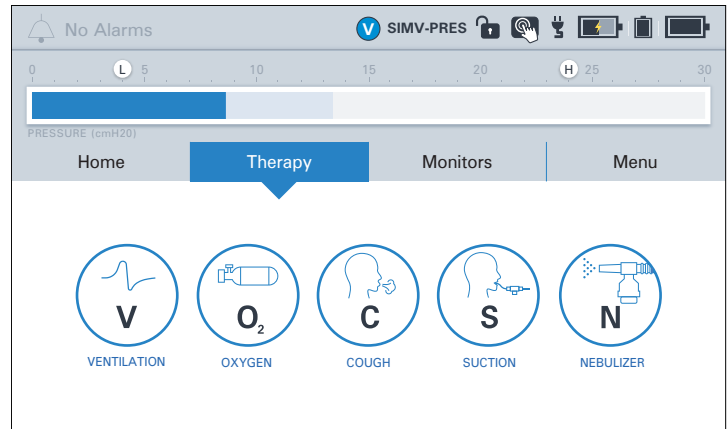 No Alarms V SIMV-PRES
0 L 5 10 15 20 H 25 30
PRESSURE (cmH20)
Home Therapy Monitors Menu
V O2 C S N
VENTILATION OXYGEN COUGH SUCTION NEBULIZER